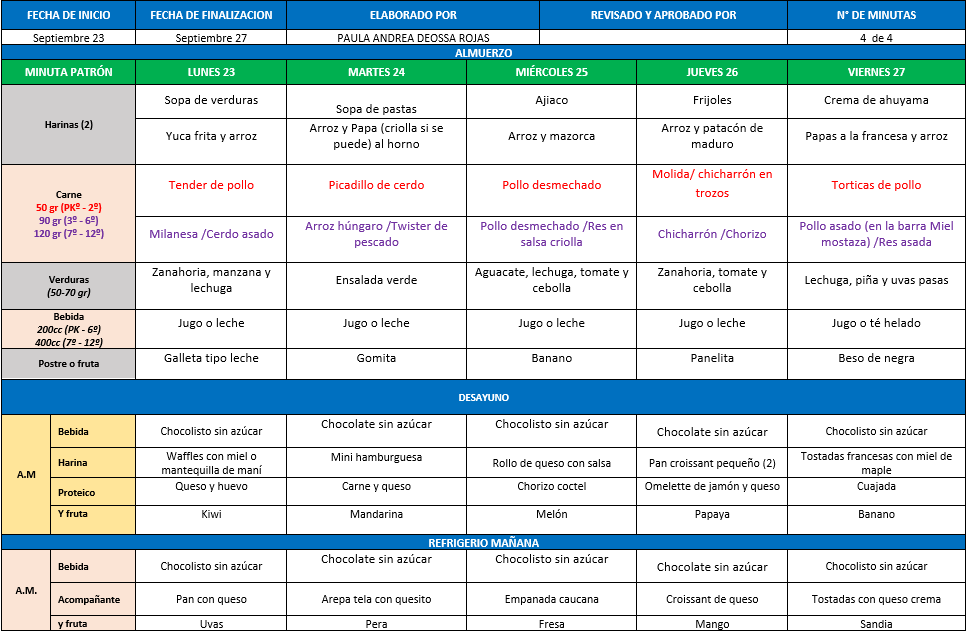 FECHA DE INICIO FECHA DE FINALIZACION ELABORADO POR REVISADO Y APROBADO POR N° DE MINUTAS
Septiembre 23 Septiembre 27 PAULA ANDREA DEOSSA ROJAS 4 de 4
ALMUERZO
MINUTA PATRÓN LUNES 23 MARTES 24 MIÉRCOLES 25 JUEVES 26 VIERNES 27
Harinas (2)
Sopa de verduras Sopa de pastas Ajiaco Frijoles Crema de ahuyama
Yuca frita y arroz Arroz y Papa (criolla si se
puede) al horno Arroz y mazorca Arroz y patacón de
maduro Papas a la francesa y arroz
Carne
50 gr (PKº - 2º)
90 gr (3º - 6º)
120 gr (7º - 12º)
Tender de pollo Picadillo de cerdo Pollo desmechado Molida/ chicharrón en
trozos Torticas de pollo
Milanesa /Cerdo asado Arroz húngaro /Twister de
pescado Pollo desmechado /Res en
salsa criolla Chicharrón /Chorizo Pollo asado (en la barra Miel
mostaza) /Res asada
Verduras
(50-70 gr)
Zanahoria, manzana y
lechuga Ensalada verde Aguacate, lechuga, tomate y
cebolla Zanahoria, tomate y
cebolla Lechuga, piña y uvas pasas
Bebida
200cc (PK - 6º)
400cc (7º - 12º)
Jugo o leche Jugo o leche Jugo o leche Jugo o leche Jugo o té helado
Postre o fruta Galleta tipo leche Gomita Banano Panelita Beso de negra
DESAYUNO
A.M
Bebida Chocolisto sin azúcar Chocolate sin azúcar Chocolisto sin azúcar Chocolate sin azúcar Chocolisto sin azúcar
Harina Waffles con miel o
mantequilla de maní Mini hamburguesa Rollo de queso con salsa Pan croissant pequeño (2) Tostadas francesas con miel de
maple
Proteico Queso y huevo Carne y queso Chorizo coctel Omelette de jamón y queso Cuajada
Y fruta Kiwi Mandarina Melón Papaya Banano
REFRIGERIO MAÑANA
A.M.
Bebida Chocolisto sin azúcar Chocolate sin azúcar Chocolisto sin azúcar Chocolate sin azúcar Chocolisto sin azúcar
Acompañante Pan con queso Arepa tela con quesito Empanada caucana Croissant de queso Tostadas con queso crema
y fruta Uvas Pera Fresa Mango Sandia